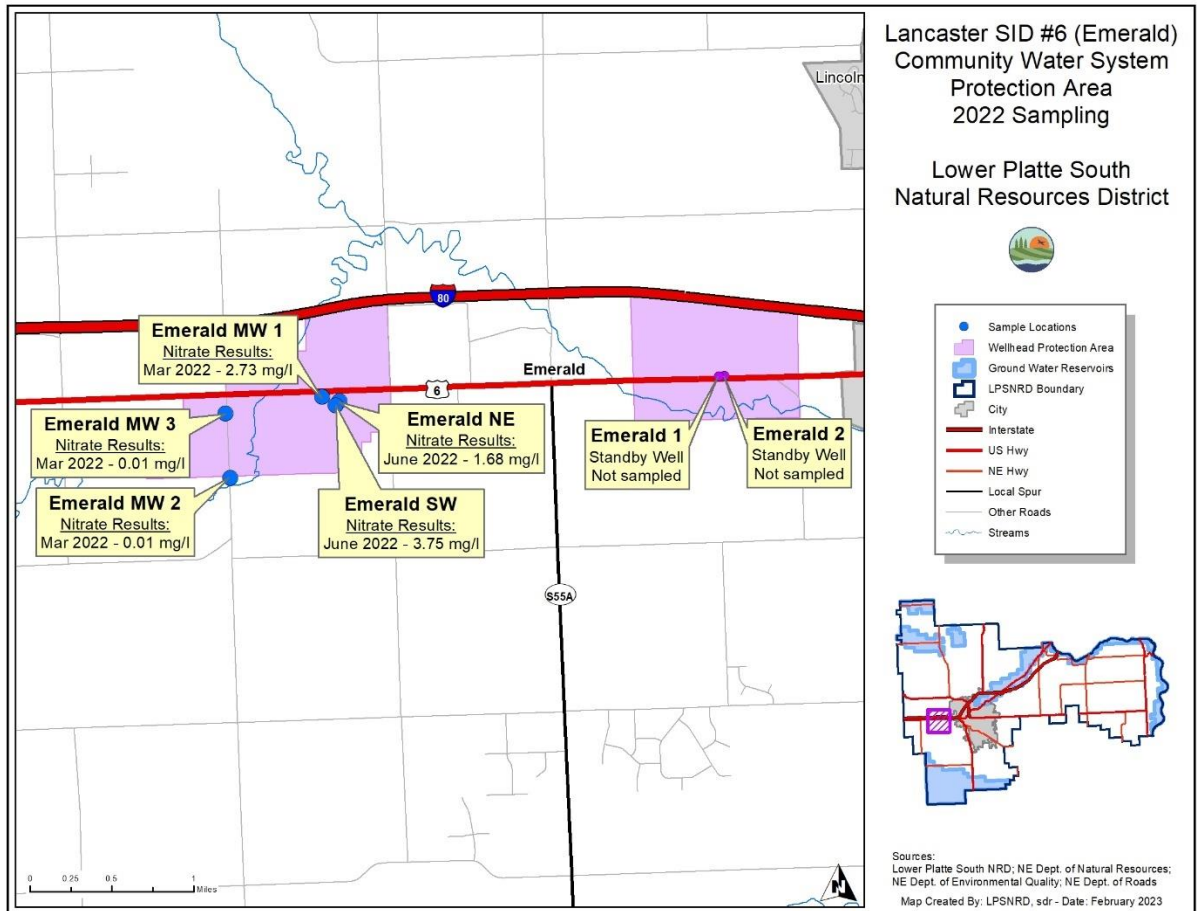 Lancaster SID #6 (Emerald)
Community Water System
Protection Area
2022 Sampling
Lower Platte South
Natural Resources District
Lincoln
80
Emerald MW 1
Nitrate Results:
Mar 2022 - 2.73 mg/l
6
Emerald
Emerald MW 3
Nitrate Results:
Mar 2022 - 0.01 mg/l
Emerald NE
Nitrate Results:
June 2022 - 1.68 mg/l
Emerald 1
Standby Well
Not sampled
Emerald 2
Standby Well
Not sampled
Emerald MW 2
Nitrate Results:
Mar 2022 - 0.01 mg/l
Emerald SW
Nitrate Results:
June 2022 - 3.75 mg/l
S55A
0 0.25 0.5 1
Miles
N
Sample Locations
Wellhead Protection Area
Ground Water Reservoirs
LPSNRD Boundary
City
Interstate
US Hwy
NE Hwy
Local Spur
Other Roads
Streams
Sources:
Lower Platte South NRD; NE Dept. of Natural Resources;
NE Dept. of Environmental Quality; NE Dept. of Roads
Map Created By: LPSNRD, sdr - Date: February 2023